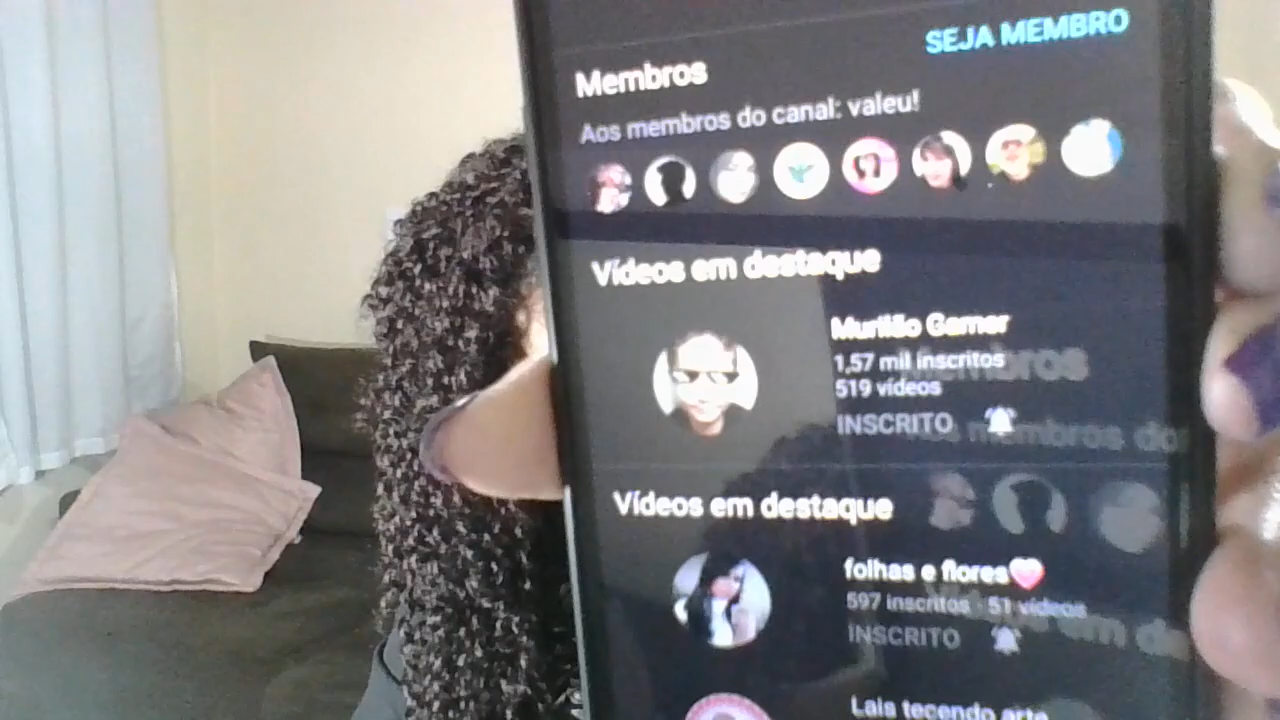 SEJA MEMBRO
Membros
Aos membros do canal: valeu!
Vídeos em destaque
Murilão Gamer
1,57 mil inscritos
519 vídeos
INSCRITO
Vídeos em destaque
folhas e flores❤
597 inscritos · 51 vídeos
INSCRITO
Lais tecendo arte